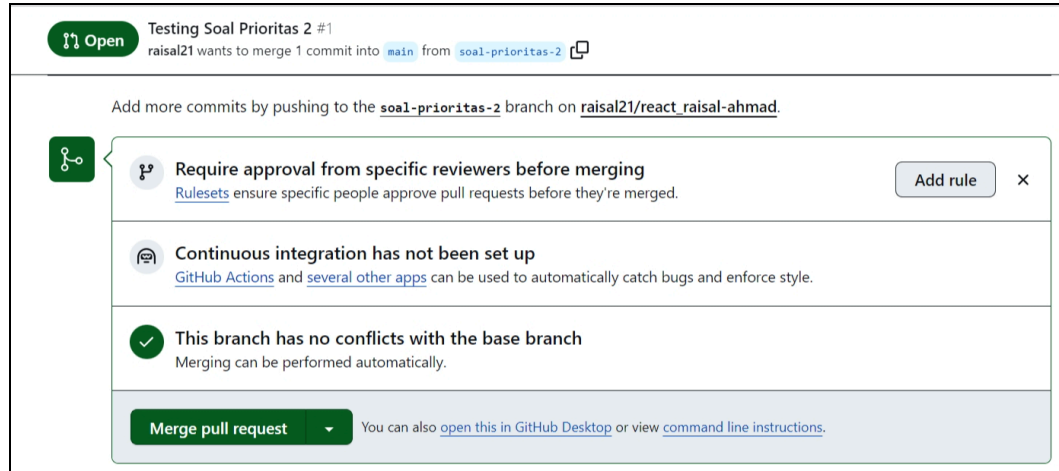 Open
Testing Soal Prioritas 2 #1
raisal21 wants to merge 1 commit into main from soal-prioritas-2
Add more commits by pushing to the soal-prioritas-2 branch on raisal21/react_raisal-ahmad.
Require approval from specific reviewers before merging
Rulesets ensure specific people approve pull requests before they're merged.
Add rule
Continuous integration has not been set up
GitHub Actions and several other apps can be used to automatically catch bugs and enforce style.
This branch has no conflicts with the base branch
Merging can be performed automatically.
Merge pull request
You can also open this in GitHub Desktop or view command line instructions.